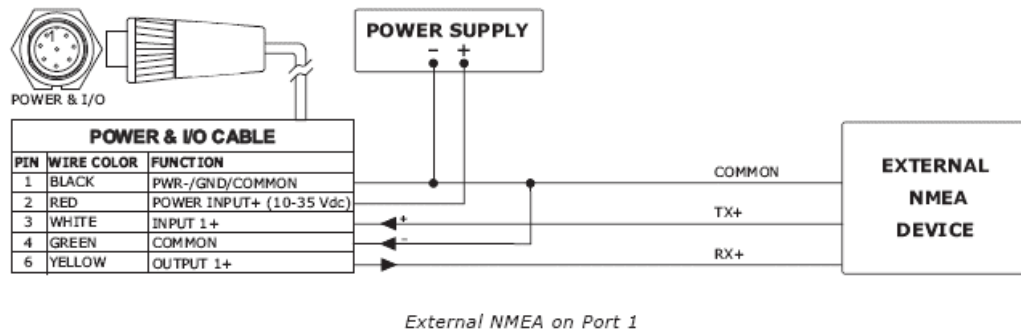 1
POWER & I/O
POWER SUPPLY
- +
POWER & I/O CABLE
PIN WIRE COLOR FUNCTION
1 BLACK PWR-/GND/COMMON
2 RED POWER INPUT+ (10-35 Vdc)
3 WHITE INPUT 1+
4 GREEN COMMON
6 YELLOW OUTPUT 1+
+
-
COMMON
TX+
RX+
EXTERNAL
NMEA
DEVICE
External NMEA on Port 1